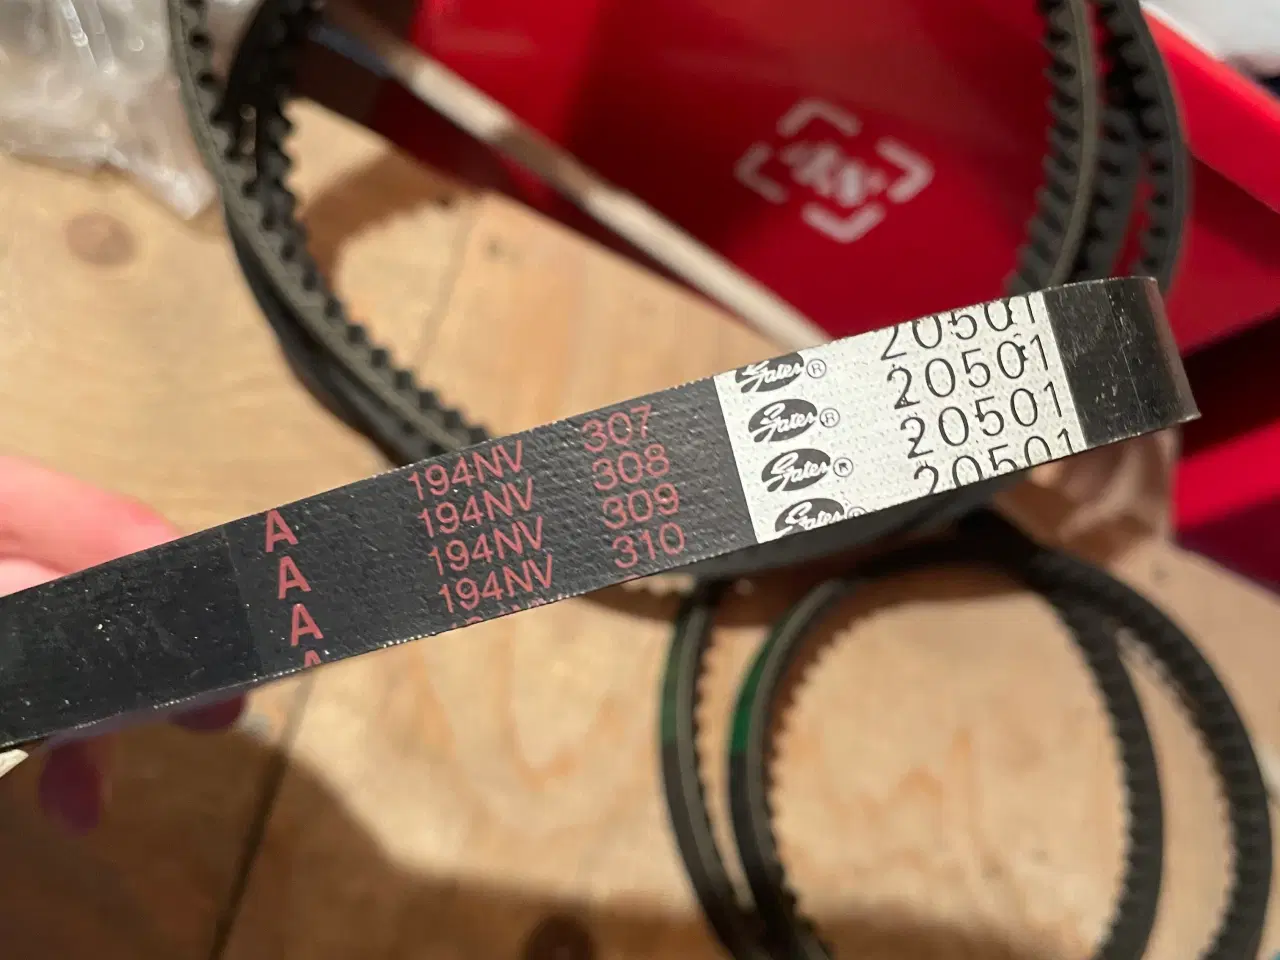 A 194NV 307 Gates® 20501
A 194NV 308 Gates® 20501
A 194NV 309 Gates® 20501
194NV 310 Gates® 20501